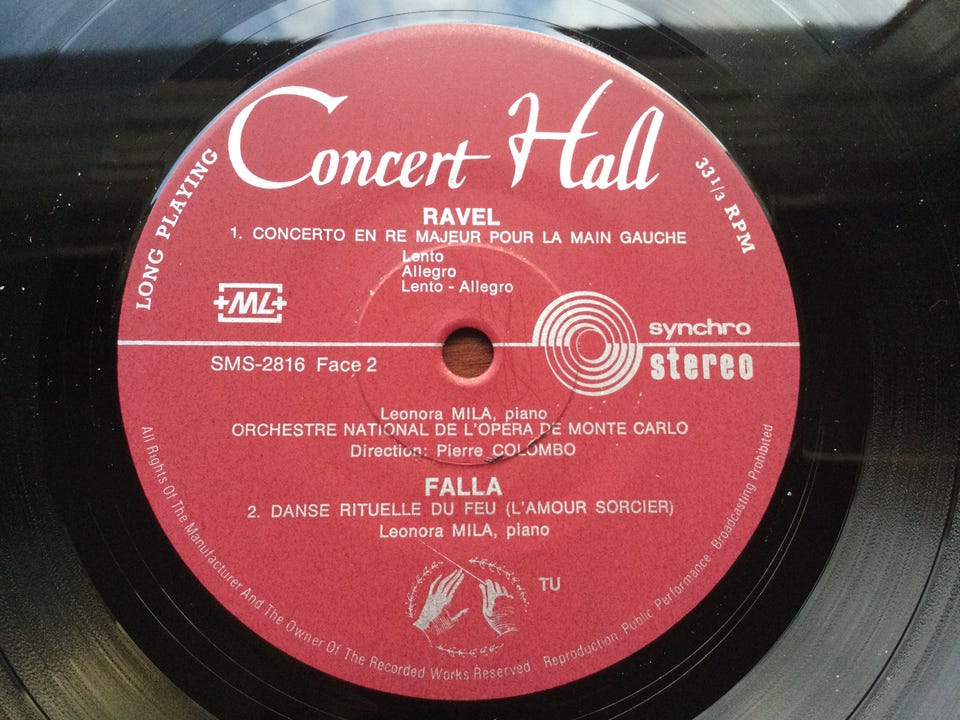 Concert Hall
LONG PLAYING
33 1/3 RPM
RAVEL
1. CONCERTO EN RE MAJEUR POUR LA MAIN GAUCHE
Lento
Allegro
Lento - Allegro
+ML+
synchro
stereo
SMS-2816 Face 2
Leonora MILA, piano
ORCHESTRE NATIONAL DE L'OPERA DE MONTE CARLO
Direction: Pierre COLOMBO
FALLA
2. DANSE RITUELLE DU FEU (L'AMOUR SORCIER)
Leonora MILA, piano
TU
All Rights Of The Manufacturer And The Owner Of The Recorded Works Reserved Reproduction, Public Performance, Broadcasting Prohibited